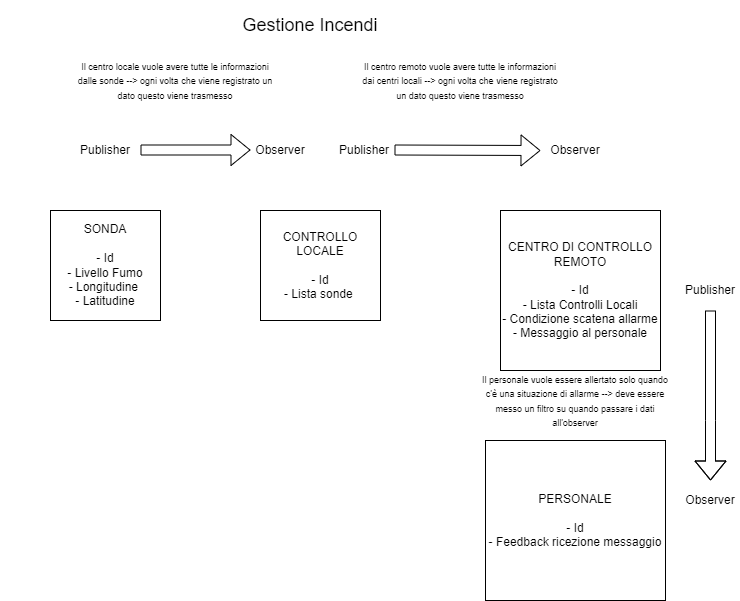 Gestione Incendi
Il centro locale vuole avere tutte le informazioni
dalle sonde --> ogni volta che viene registrato un
dato questo viene trasmesso
Il centro remoto vuole avere tutte le informazioni
dai centri locali --> ogni volta che viene registrato
un dato questo viene trasmesso
Publisher
Observer
Publisher
Observer
SONDA
- Id
- Livello Fumo
- Longitudine
- Latitudine
CONTROLLO
LOCALE
- Id
- Lista sonde
CENTRO DI CONTROLLO
REMOTO
- Id
- Lista Controlli Locali
- Condizione scatena allarme
- Messaggio al personale
Publisher
Il personale vuole essere allertato solo quando
c'è una situazione di allarme --> deve essere
messo un filtro su quando passare i dati
all'observer
PERSONALE
- Id
- Feedback ricezione messaggio
Observer